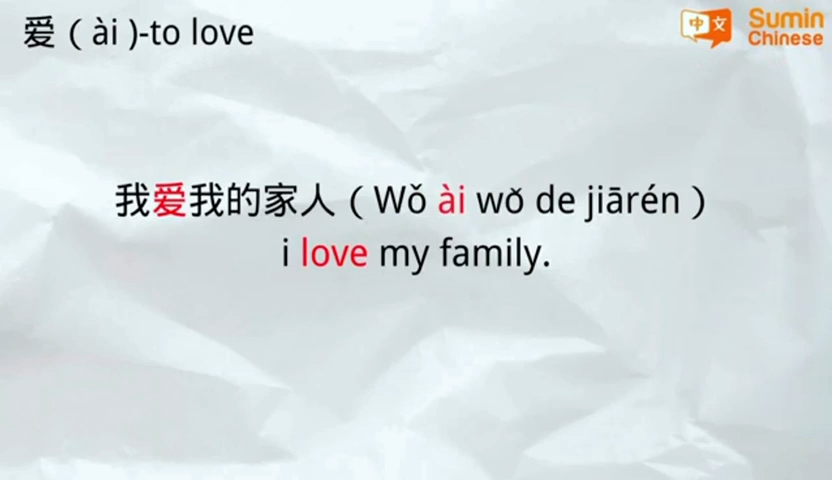 爱（ài )-to love
中文
Sumin
Chinese
我爱我的家人（Wǒ ài wǒ de jiārén）
i love my family.